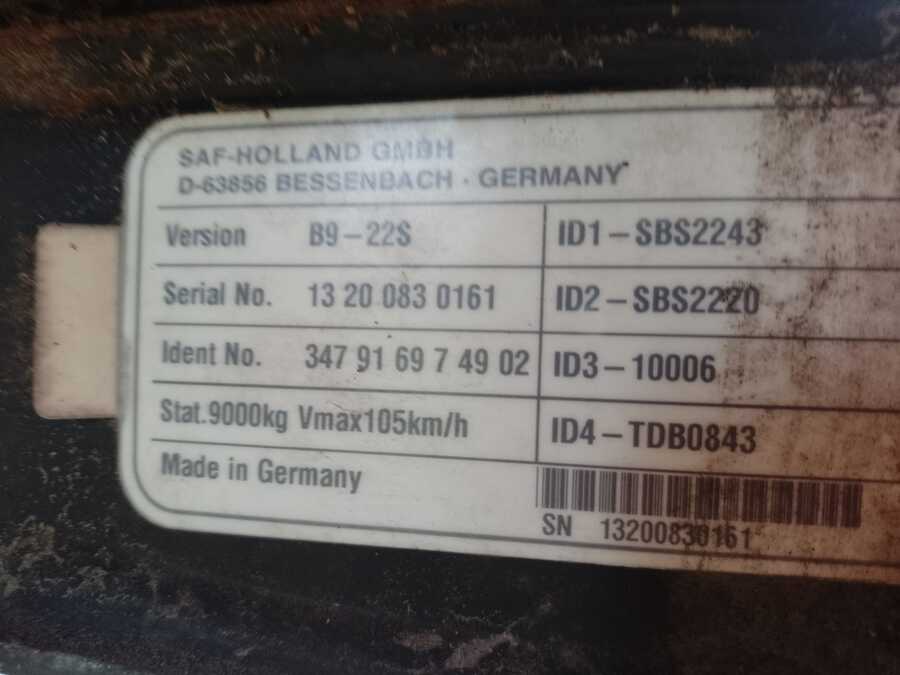 SAF-HOLLAND GMBH
D-63856 BESSENBACH · GERMANY
Version B9-22S
ID1-SBS2243
Serial No. 13 20 083 0161
ID2-SBS2220
Ident No. 347 91 69 7 49 02
ID3-10006
Stat.9000kg Vmax105km/h
ID4-TDB0843
Made in Germany
SN 13200830161